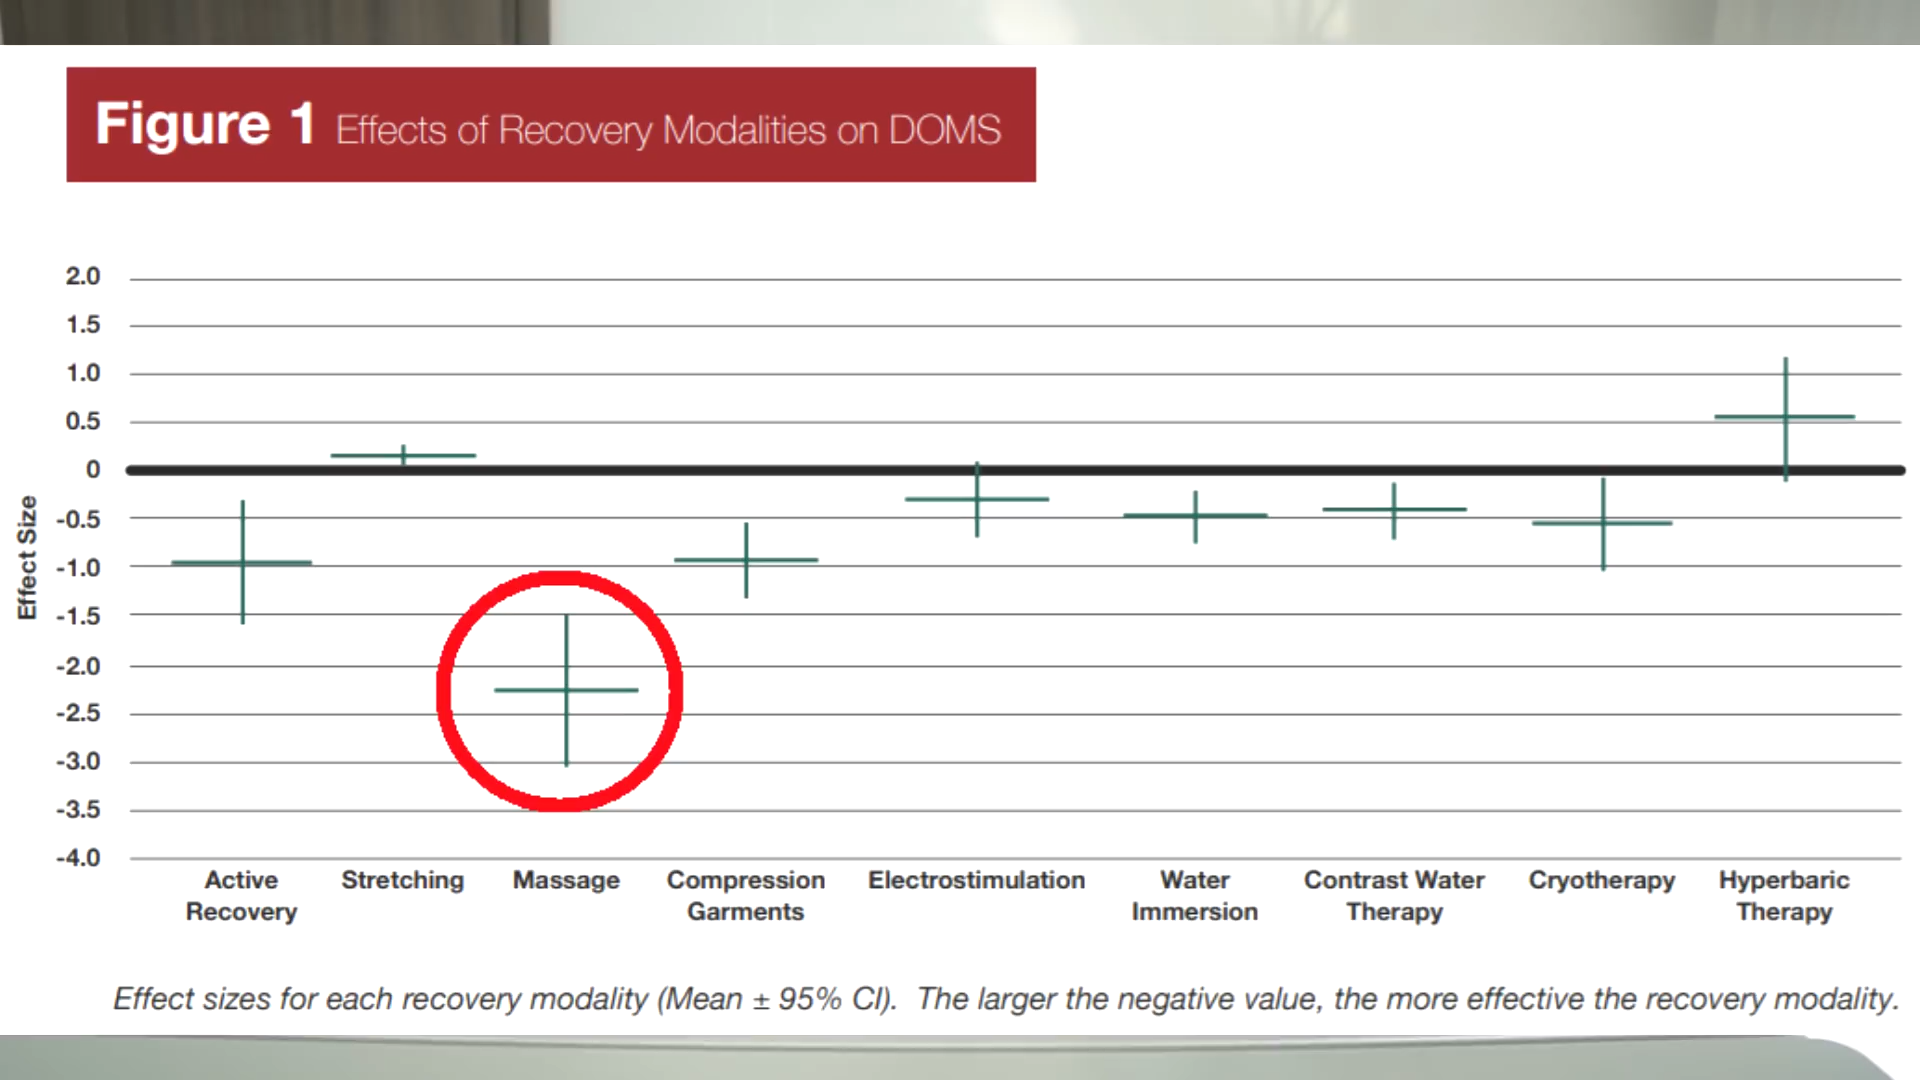 Figure 1 Effects of Recovery Modalities on DOMS
2.0
1.5
1.0
0.5
0
-0.5
-1.0
-1.5
-2.0
-2.5
-3.0
-3.5
-4.0
Effect Size
Active Recovery
Stretching
Massage
Compression Garments
Electrostimulation
Water Immersion
Contrast Water Therapy
Cryotherapy
Hyperbaric Therapy
Effect sizes for each recovery modality (Mean ± 95% CI).  The larger the negative value, the more effective the recovery modality.